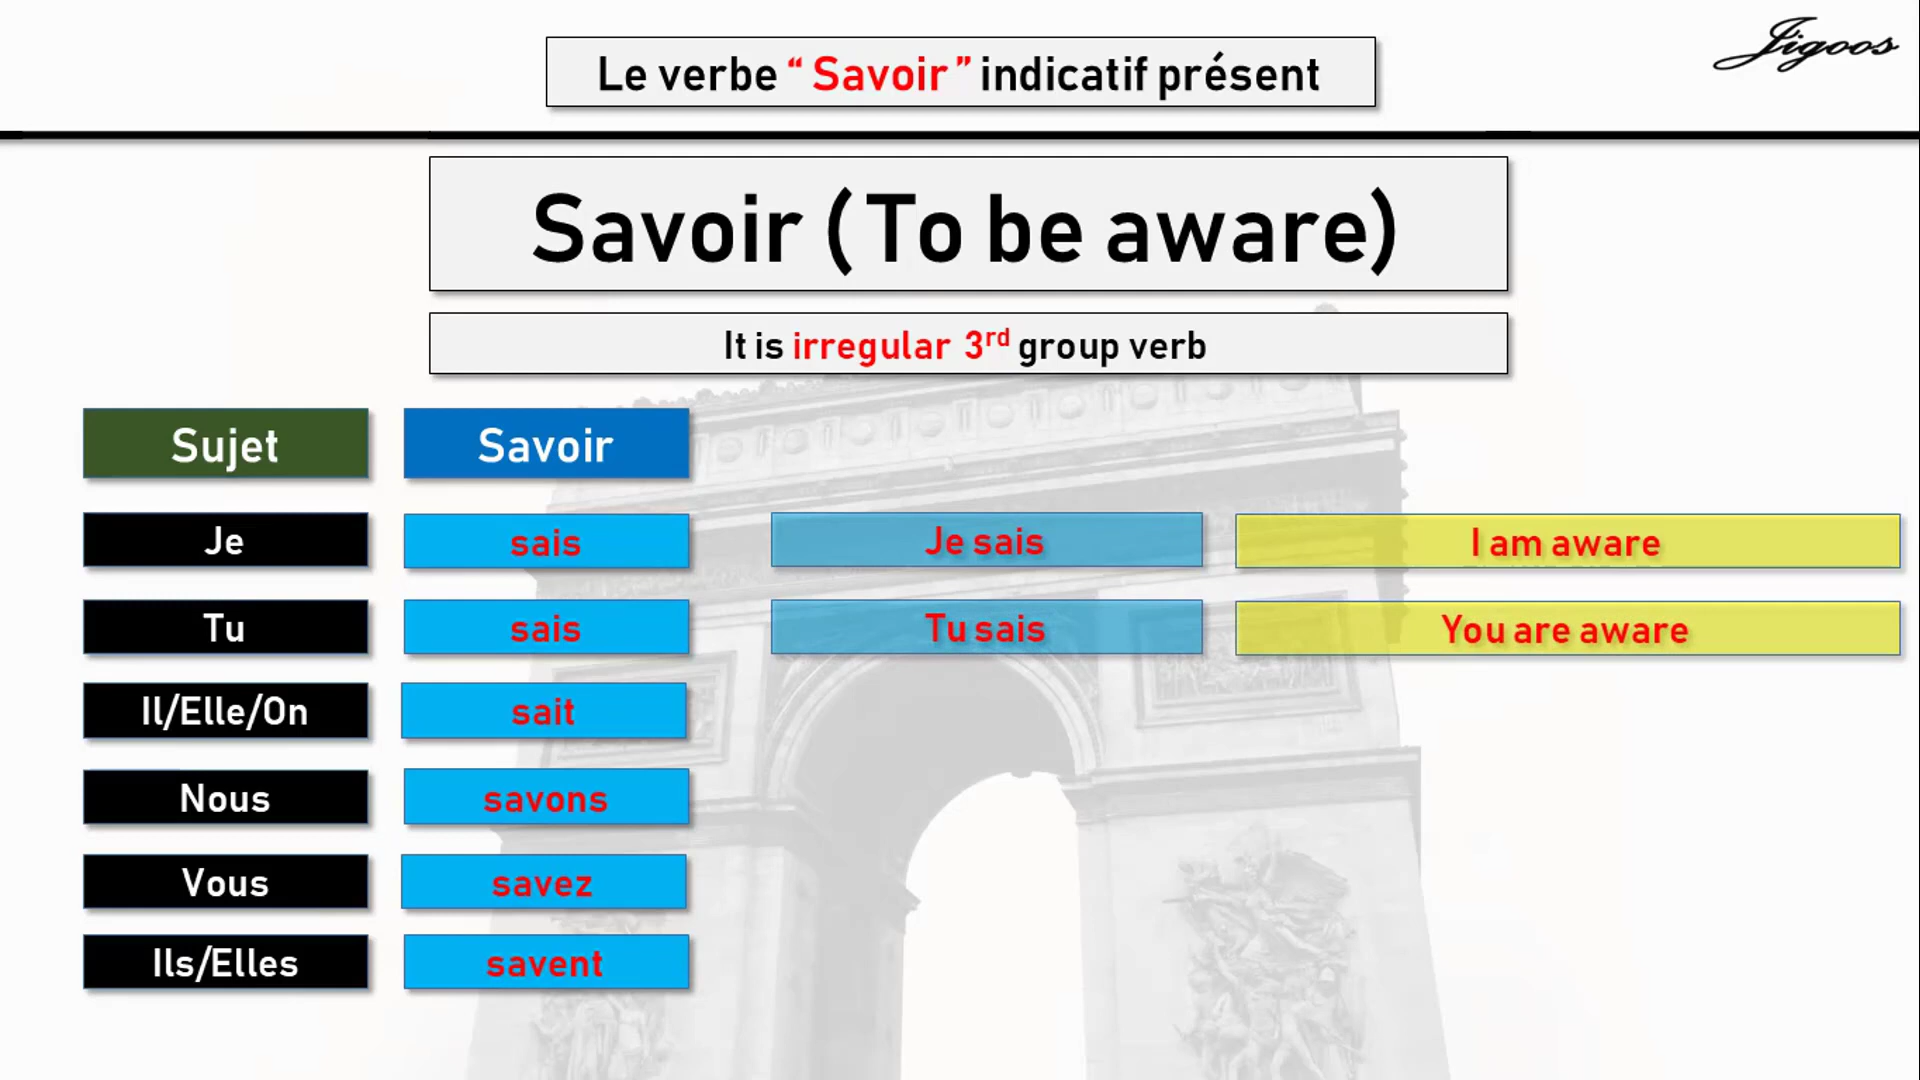 Jigoos
Le verbe “ Savoir ” indicatif présent
Savoir (To be aware)
It is irregular 3rd group verb
Sujet Savoir
Je sais Je sais I am aware
Tu sais Tu sais You are aware
Il/Elle/On sait
Nous savons
Vous savez
Ils/Elles savent